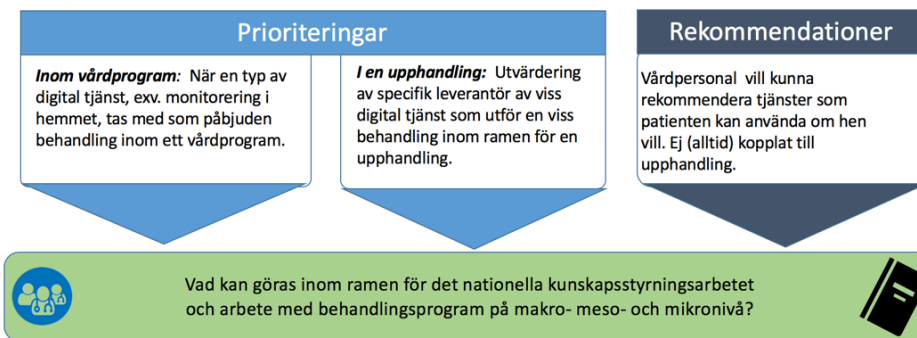 Prioriteringar
Inom vårdprogram: När en typ av
digital tjänst, exv. monitorering i
hemmet, tas med som påbjuden
behandling inom ett vårdprogram.
I en upphandling: Utvärdering
av specifik leverantör av viss
digital tjänst som utför en viss
behandling inom ramen för en
upphandling.
Rekommendationer
Vårdpersonal vill kunna
rekommendera tjänster som
patienten kan använda om hen
vill. Ej (alltid) kopplat till
upphandling.
Vad kan göras inom ramen för det nationella kunskapsstyrningsarbetet
och arbete med behandlingsprogram på makro- meso- och mikronivå?